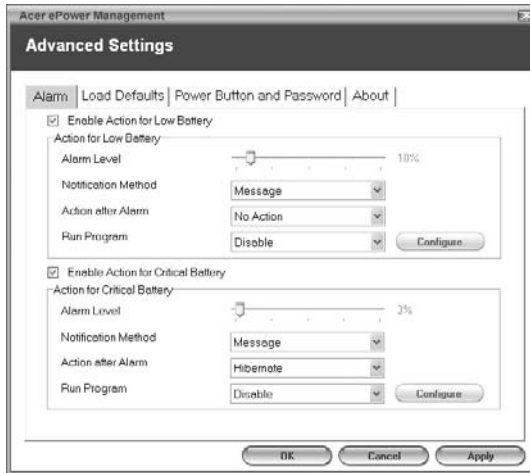 Acer ePower Management
Advanced Settings
Alarm Load Defaults Power Button and Password About
Enable Action for Low Battery
Action for Low Battery
Alarm Level 10%
Notification Method Message
Action after Alarm No Action
Run Program Disable Configure
Enable Action for Critical Battery
Action for Critical Battery
Alarm Level 3%
Notification Method Message
Action after Alarm Hibernate
Run Program Disable Configure
OK Cancel Apply